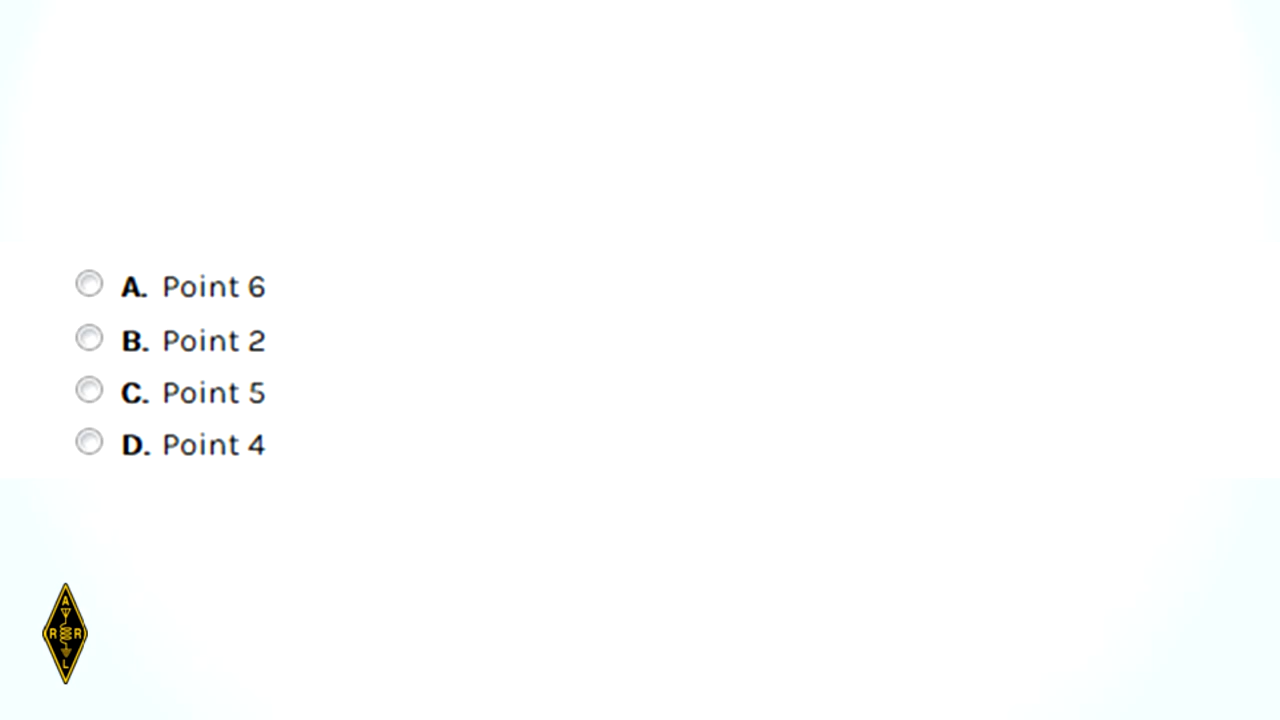 A. Point 6
B. Point 2
C. Point 5
D. Point 4
A
R R
L